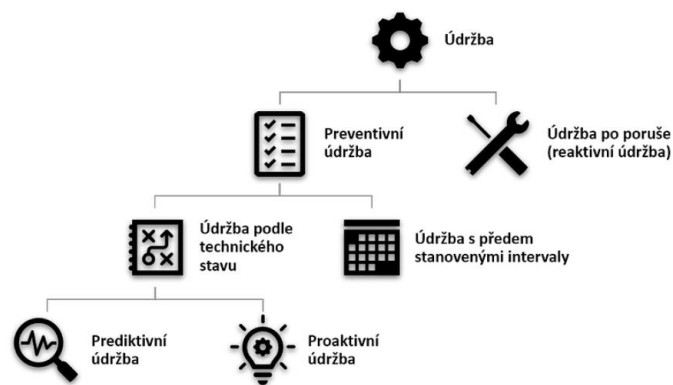 Údržba
Preventivní
údržba
Údržba po poruše
(reaktivní údržba)
Údržba podle
technického
stavu
Údržba s předem
stanovenými intervaly
Prediktivní
údržba
Proaktivní
údržba